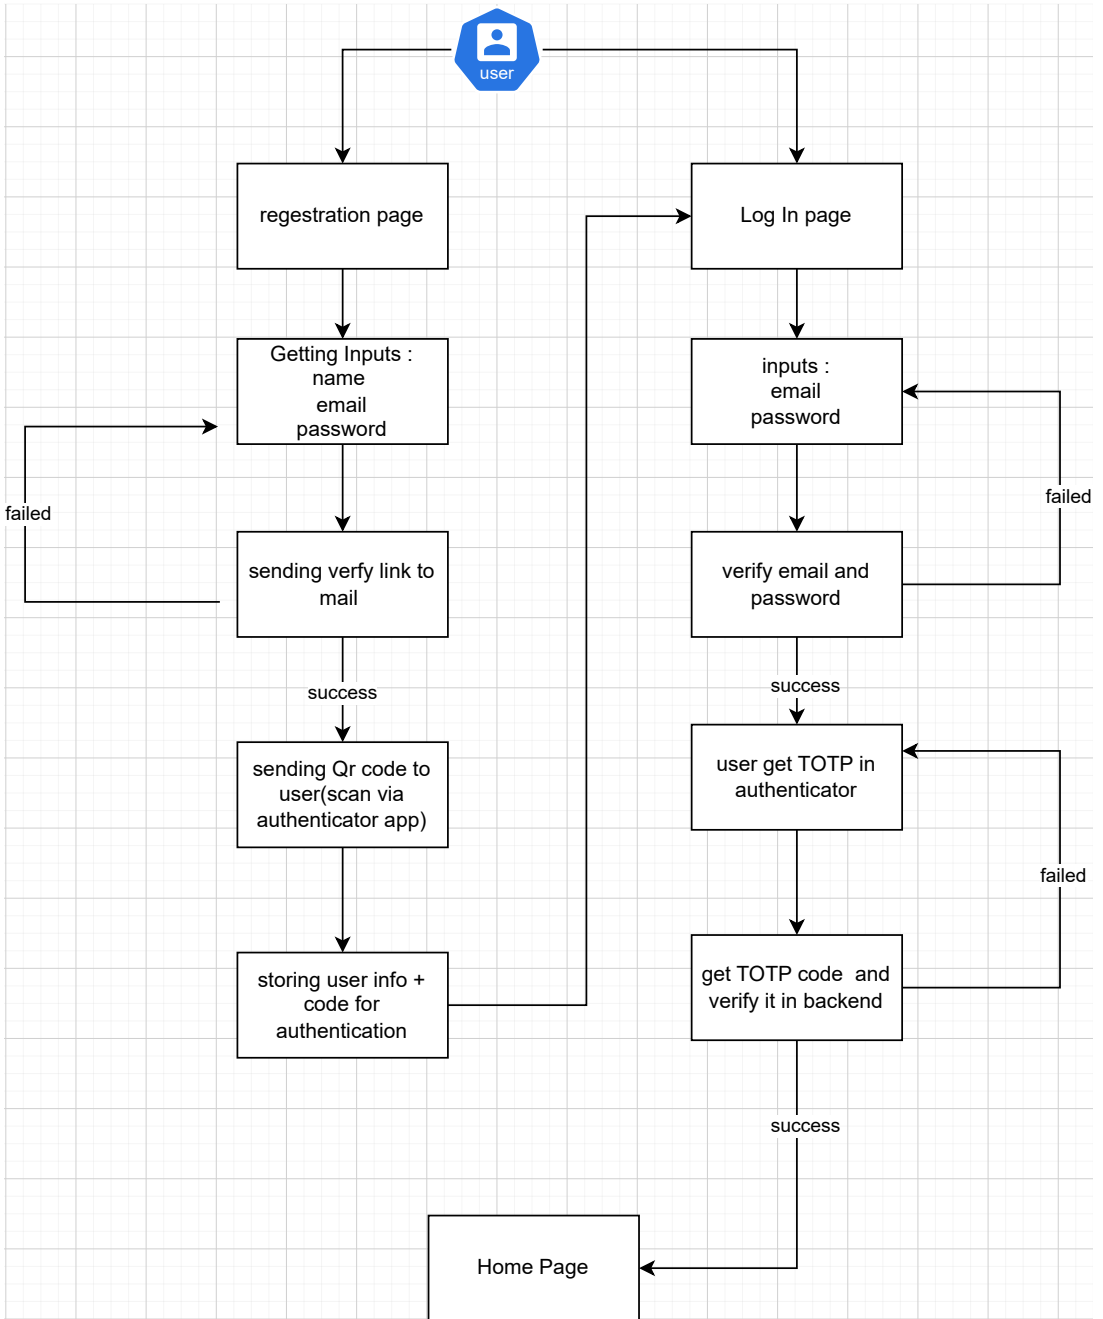 user
regestration page
Log In page
Getting Inputs :
name
email
password
inputs :
email
password
failed
failed
sending verfy link to
mail
verify email and
password
success
success
sending Qr code to
user(scan via
authenticator app)
user get TOTP in
authenticator
failed
storing user info +
code for
authentication
get TOTP code  and
verify it in backend
success
Home Page